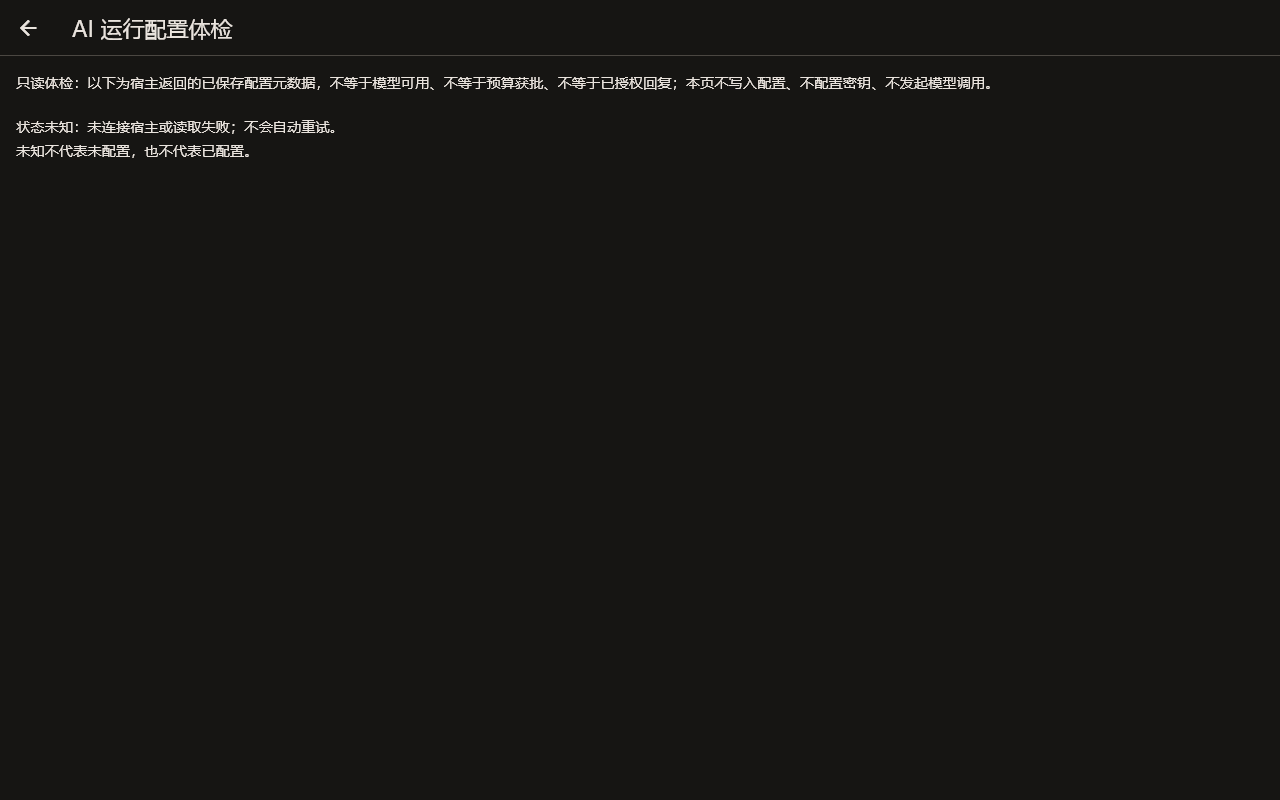 AI 运行配置体检
只读体检：以下为宿主返回的已保存配置元数据，不等于模型可用、不等于预算获批、不等于已授权回复；本页不写入配置、不配置密钥、不发起模型调用。
状态未知：未连接宿主或读取失败；不会自动重试。
未知不代表未配置，也不代表已配置。